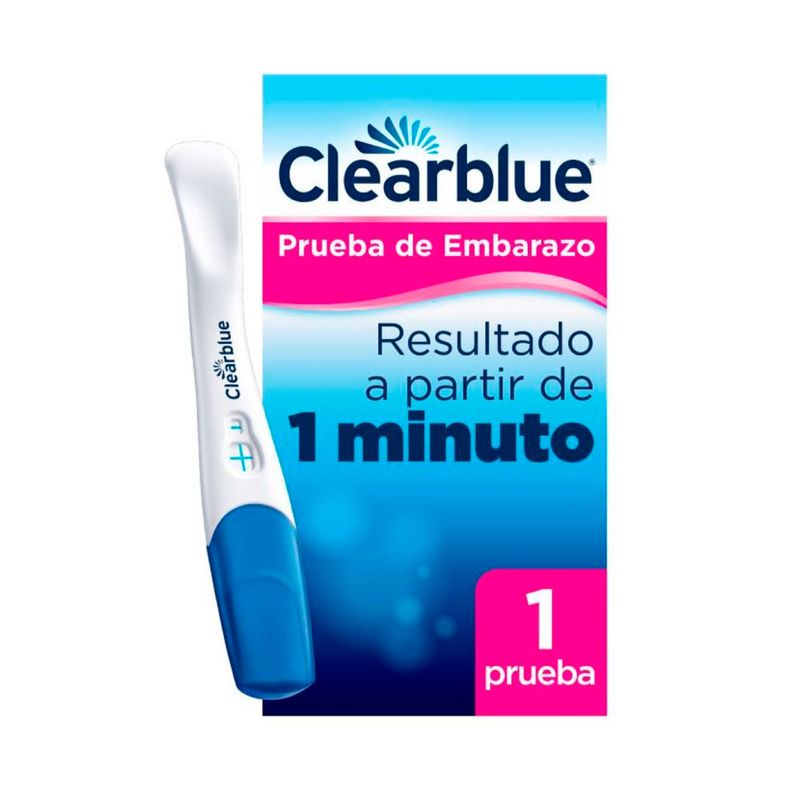 Clearblue
Prueba de Embarazo
Resultado
a partir de
1 minuto
1
prueba
Clearblue